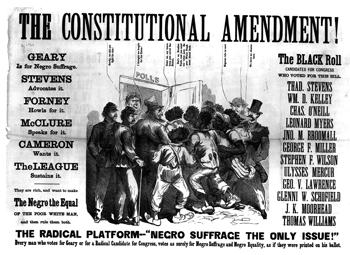 THE CONSTITUTIONAL AMENDMENT!
GEARY
Is for Negro Suffrage.
STEVENS
Advocates it.
FORNEY
Howls for it.
McCLURE
Speaks for it.
CAMERON
Wants it.
The LEAGUE
Sustains it.
They are rich, and want to make
The Negro the Equal
OF THE POOR WHITE MAN,
and then rule them both.
POLLS
The BLACK Roll
CANDIDATES FOR CONGRESS
WHO VOTED FOR THIS BILL.
THAD. STEVENS
WM. D. KELLEY
CHAS. O'NEILL
LEONARD MYERS
JNO. M. BROOMALL
GEORGE F. MILLER
STEPHEN F. WILSON
ULYSSES MERCUR
GEO. V. LAWRENCE
GLENNI W. SCHOFIELD
J. K. MOORHEAD
THOMAS WILLIAMS
THE RADICAL PLATFORM--"NEGRO SUFFRAGE THE ONLY ISSUE!"
Every man who votes for Geary or for a Radical Candidate for Congress, votes as surely for Negro Suffrage and Negro Equality, as if they were printed on his ballot.